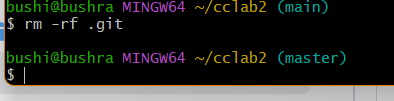 bushi@bushra MINGW64 ~/cclab2 (main)
$ rm -rf .git
bushi@bushra MINGW64 ~/cclab2 (master)
$